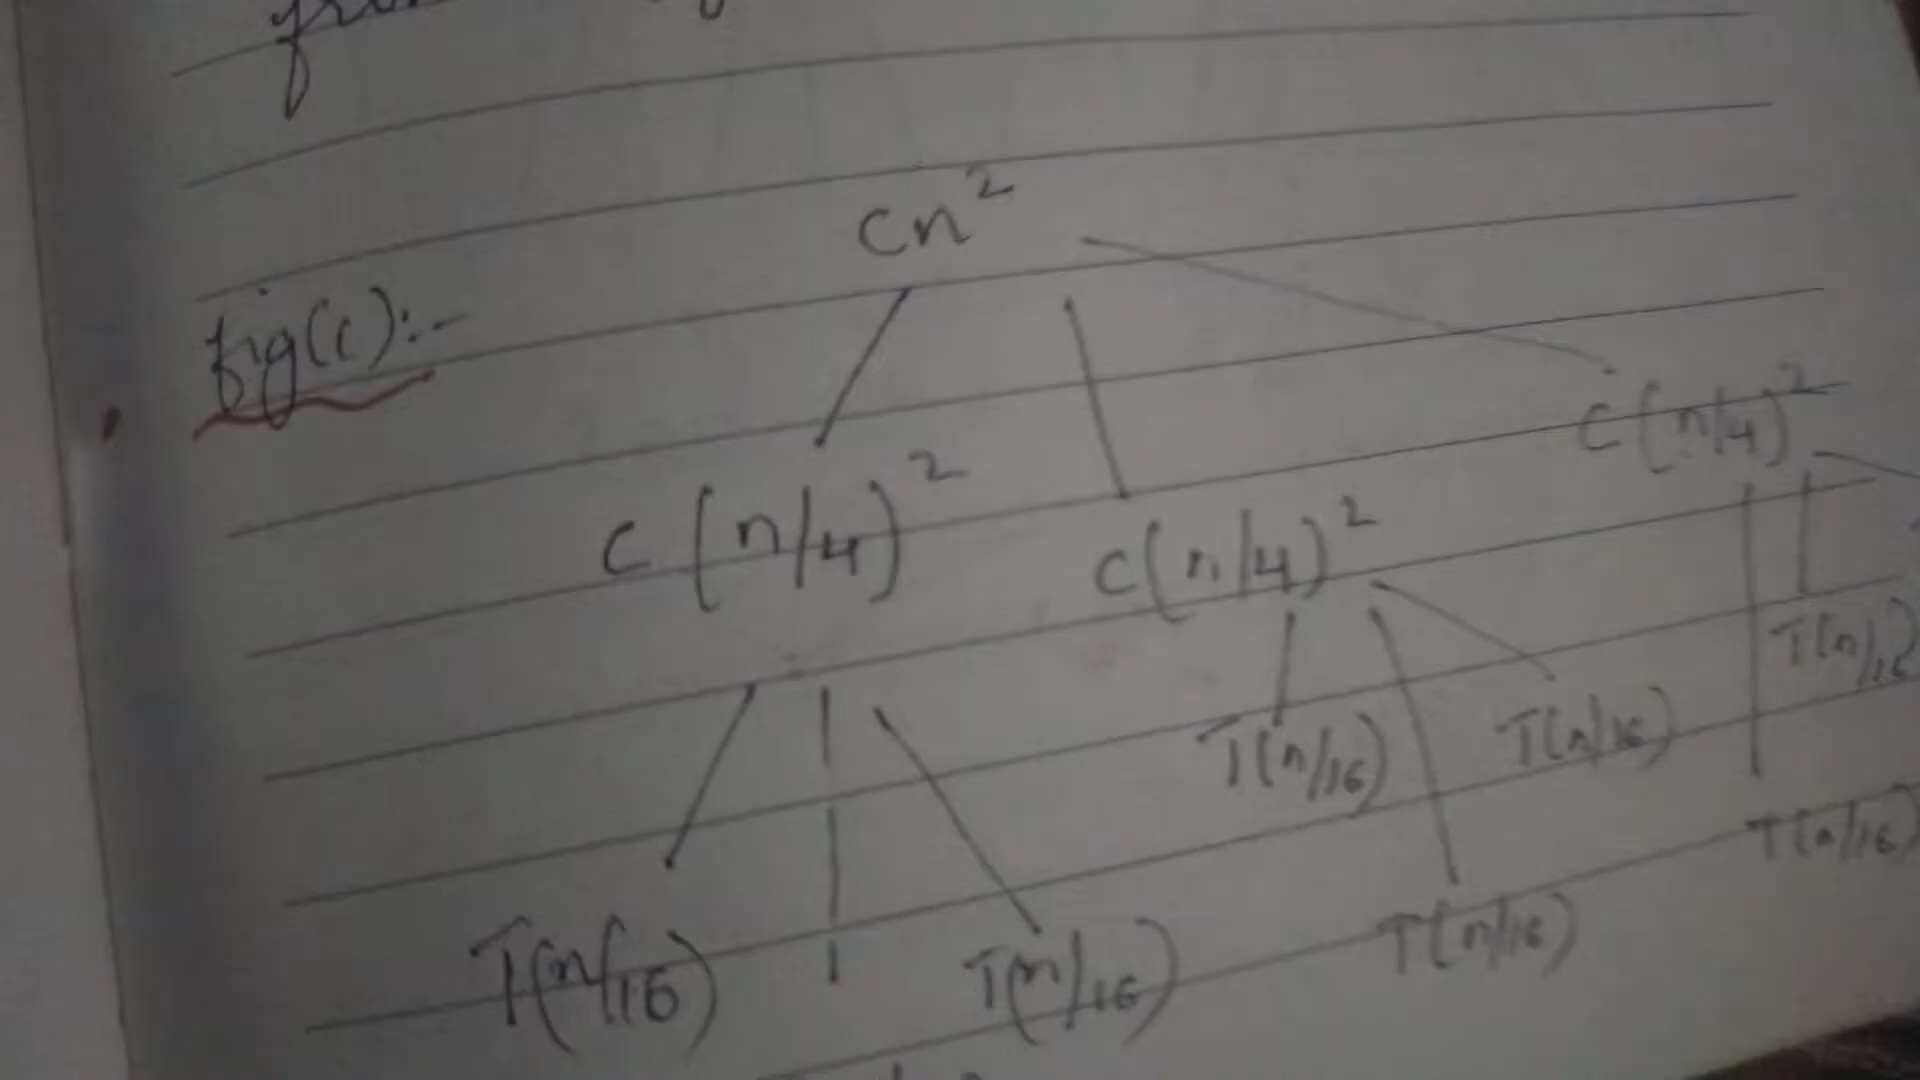 Cn²
fig(c):-
C(n/4)²
C(n/4)² C(n/4)²
T(n/16)
T(n/16) T(n/16)
T(n/16)
T(n/16) T(n/16) T(n/16)